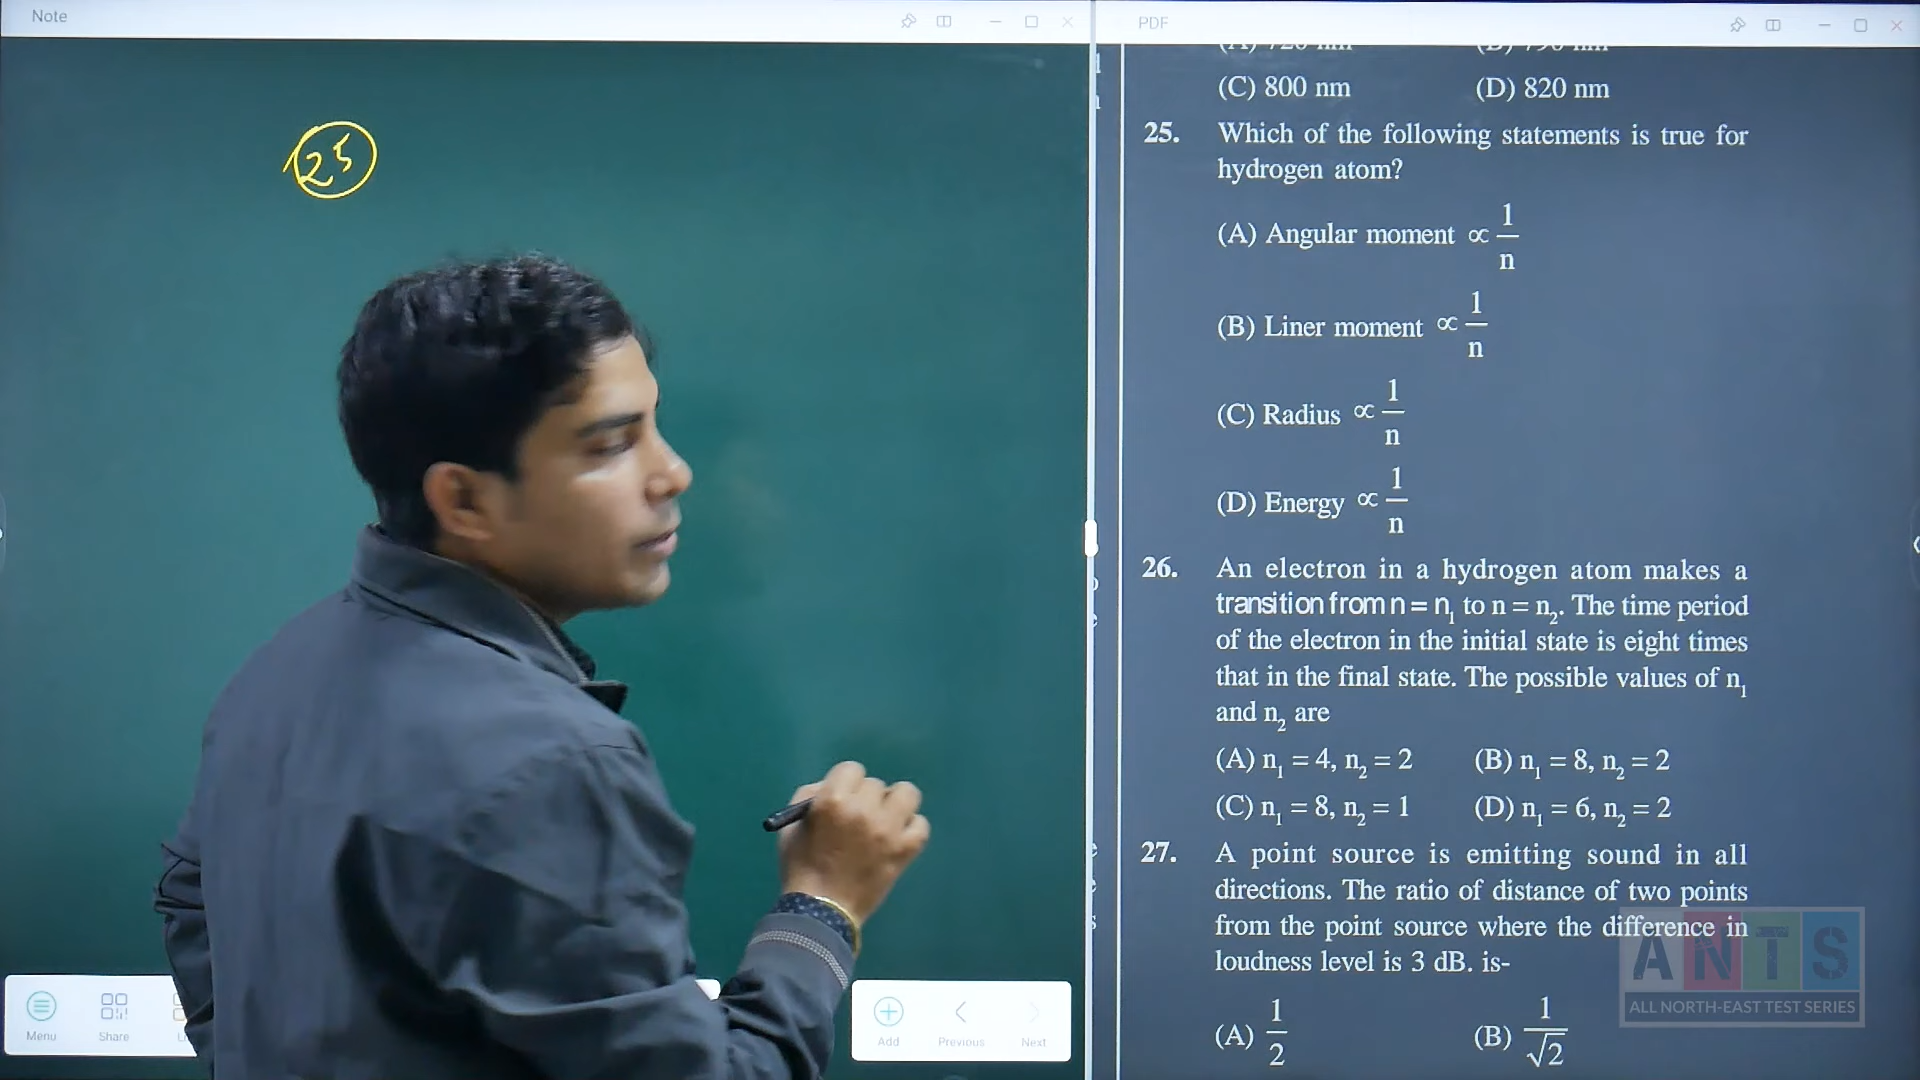 Note
PDF
(C) 800 nm (D) 820 nm
25. Which of the following statements is true for
hydrogen atom?
(A) Angular moment ∝ 1/n
(B) Liner moment ∝ 1/n
(C) Radius ∝ 1/n
(D) Energy ∝ 1/n
26. An electron in a hydrogen atom makes a
transition from n = n₁ to n = n₂. The time period
of the electron in the initial state is eight times
that in the final state. The possible values of n₁
and n₂ are
(A) n₁ = 4, n₂ = 2 (B) n₁ = 8, n₂ = 2
(C) n₁ = 8, n₂ = 1 (D) n₁ = 6, n₂ = 2
27. A point source is emitting sound in all
directions. The ratio of distance of two points
from the point source where the difference in
loudness level is 3 dB. is-
(A) 1/2 (B) 1/√2
25
Menu
Share
Add
Previous
Next
ANTS
ALL NORTH-EAST TEST SERIES